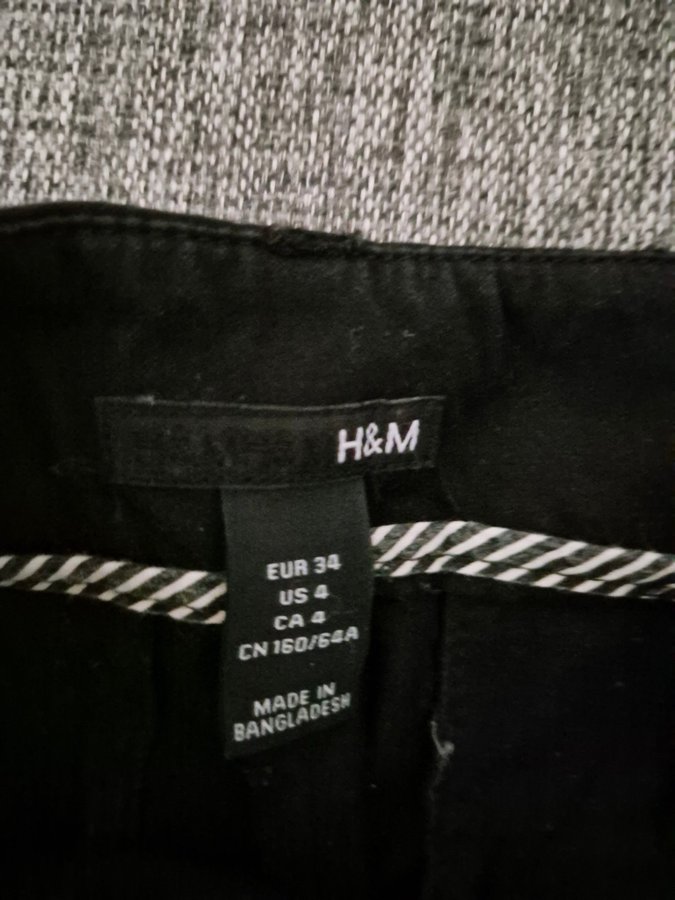 H&M
EUR 34
US 4
CA 4
CN 160/64A
MADE IN
BANGLADESH